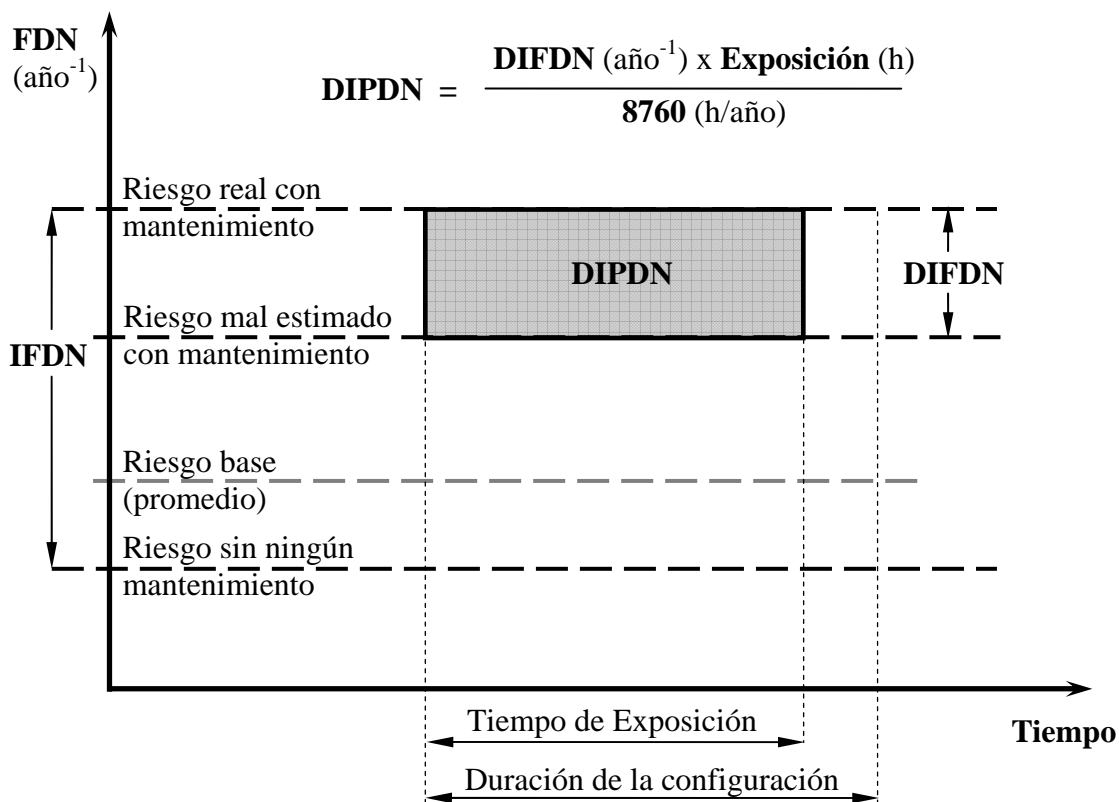 FDN
(año-1)
DIPDN = DIFDN (año-1) x Exposición (h)
8760 (h/año)
Riesgo real con
mantenimiento
DIPDN
DIFDN
Riesgo mal estimado
con mantenimiento
IFDN
Riesgo base
(promedio)
Riesgo sin ningún
mantenimiento
Tiempo de Exposición
Tiempo
Duración de la configuración